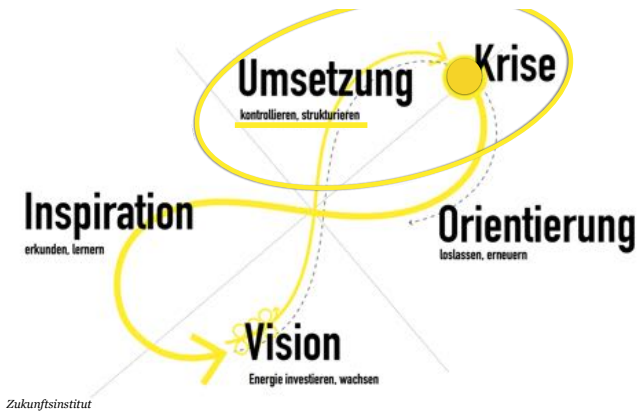 Krise
Umsetzung
kontrollieren, strukturieren
Inspiration
erkunden, lernern
Orientierung
loslassen, erneuern
Vision
Energie investieren, wachsen
Zukunftsinstitut